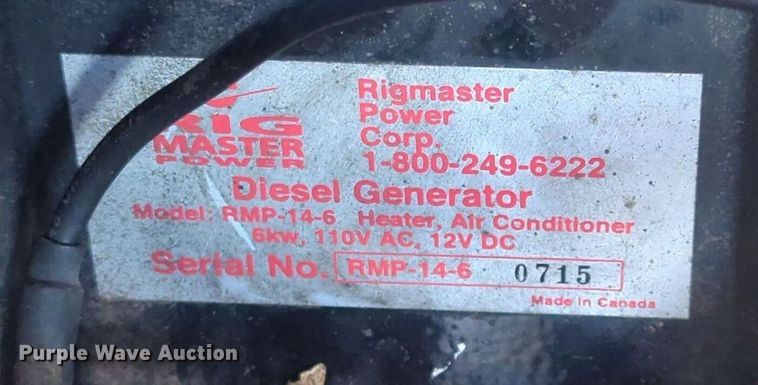 RIG
MASTER
POWER
Rigmaster
Power
Corp.
1-800-249-6222
Diesel Generator
Model: RMP-14-6 Heater, Air Conditioner
6kw, 110V AC, 12V DC
Serial No. RMP-14-6 0715
Made in Canada
Purple Wave Auction